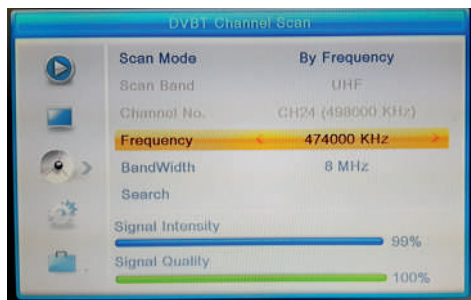 DVBT Channel Scan
Scan Mode By Frequency
Scan Band UHF
Channel No. CH24 (498000 KHz)
Frequency 474000 KHz
BandWidth 8 MHz
Search
Signal Intensity
99%
Signal Quality
100%